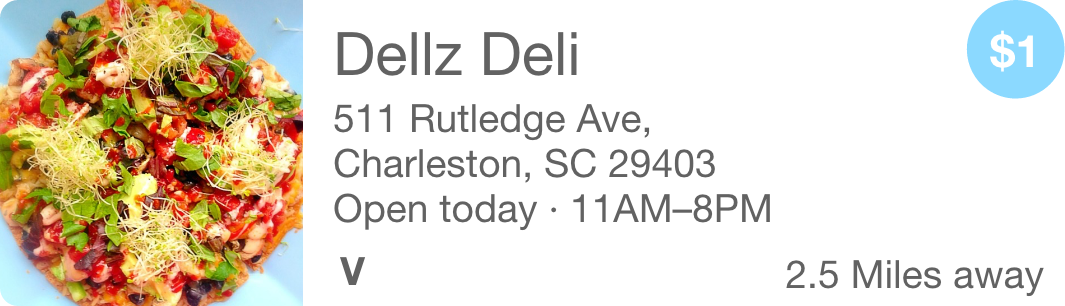 Dellz Deli
$1
511 Rutledge Ave,
Charleston, SC 29403
Open today · 11AM–8PM
V
2.5 Miles away